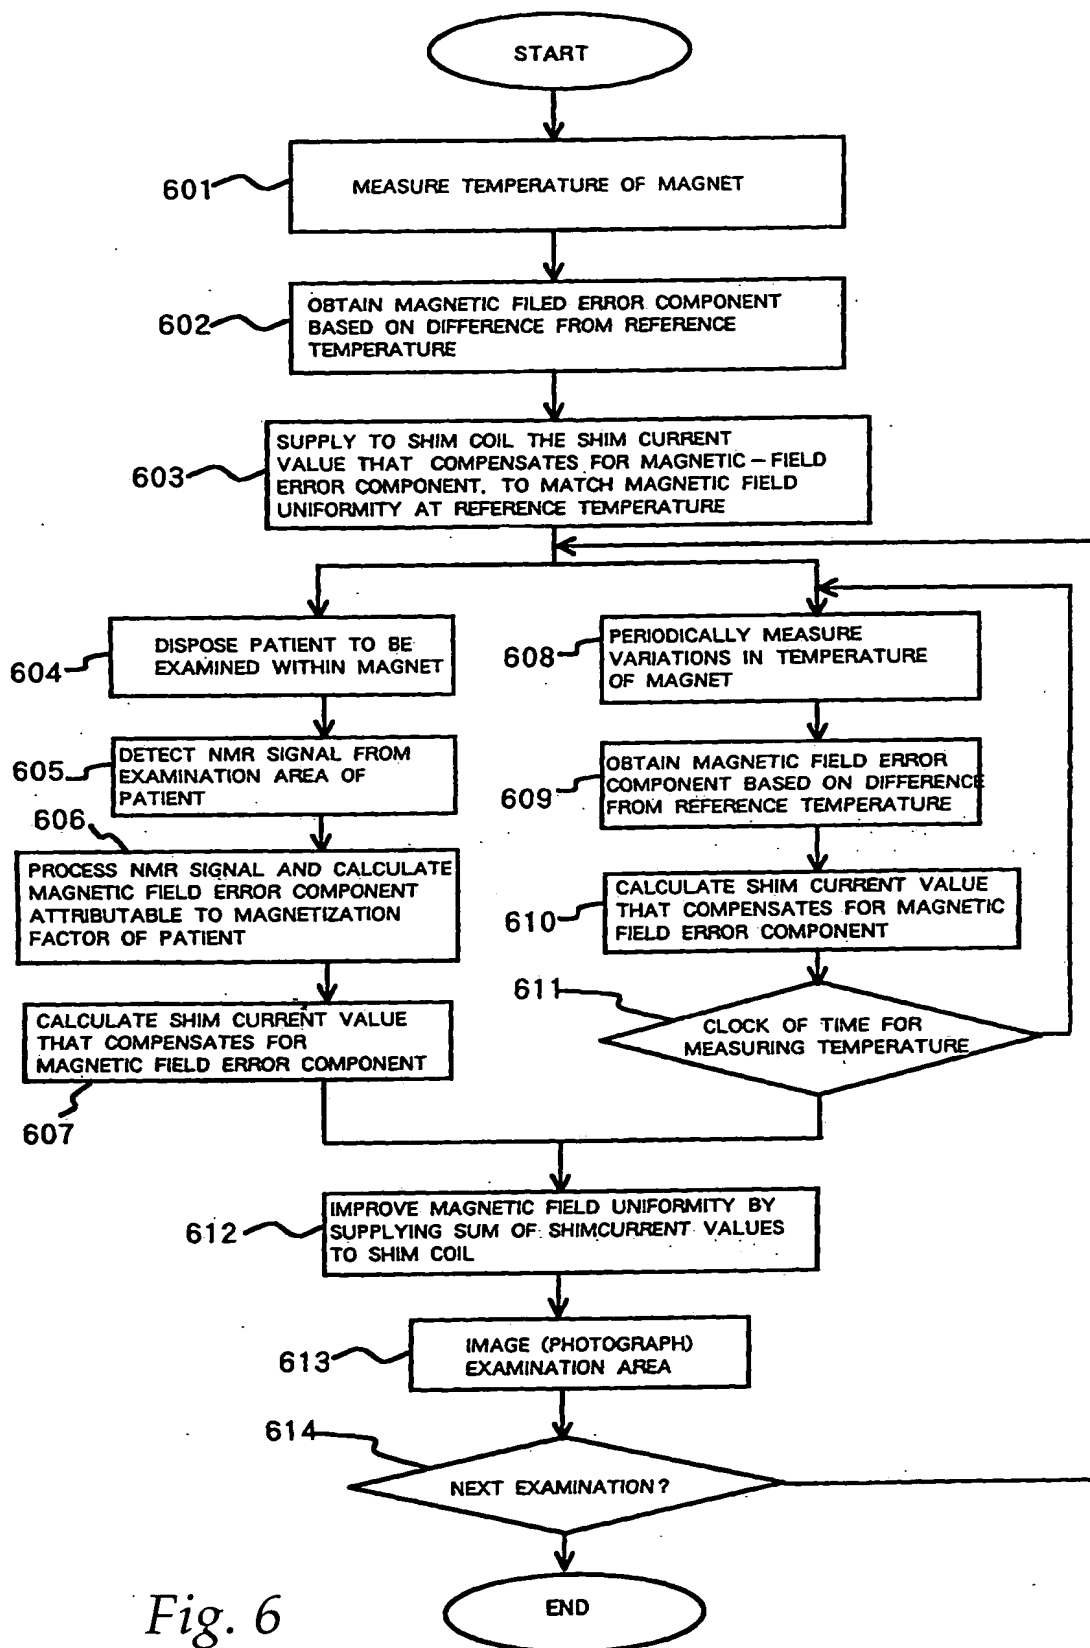 START
601
MEASURE TEMPERATURE OF MAGNET
602
OBTAIN MAGNETIC FILED ERROR COMPONENT
BASED ON DIFFERENCE FROM REFERENCE
TEMPERATURE
603
SUPPLY TO SHIM COIL THE SHIM CURRENT
VALUE THAT COMPENSATES FOR MAGNETIC-FIELD
ERROR COMPONENT. TO MATCH MAGNETIC FIELD
UNIFORMITY AT REFERENCE TEMPERATURE
604
DISPOSE PATIENT TO BE
EXAMINED WITHIN MAGNET
605
DETECT NMR SIGNAL FROM
EXAMINATION AREA OF
PATIENT
606
PROCESS NMR SIGNAL AND CALCULATE
MAGNETIC FIELD ERROR COMPONENT
ATTRIBUTABLE TO MAGNETIZATION
FACTOR OF PATIENT
CALCULATE SHIM CURRENT VALUE
THAT COMPENSATES FOR
MAGNETIC FIELD ERROR COMPONENT
607
608
PERIODICALLY MEASURE
VARIATIONS IN TEMPERATURE
OF MAGNET
609
OBTAIN MAGNETIC FIELD ERROR
COMPONENT BASED ON DIFFERENCE
FROM REFERENCE TEMPERATURE
610
CALCULATE SHIM CURRENT VALUE
THAT COMPENSATES FOR MAGNETIC
FIELD ERROR COMPONENT
611
CLOCK OF TIME FOR
MEASURING TEMPERATURE
612
IMPROVE MAGNETIC FIELD UNIFORMITY BY
SUPPLYING SUM OF SHIMCURRENT VALUES
TO SHIM COIL
613
IMAGE (PHOTOGRAPH)
EXAMINATION AREA
614
NEXT EXAMINATION?
END
Fig. 6